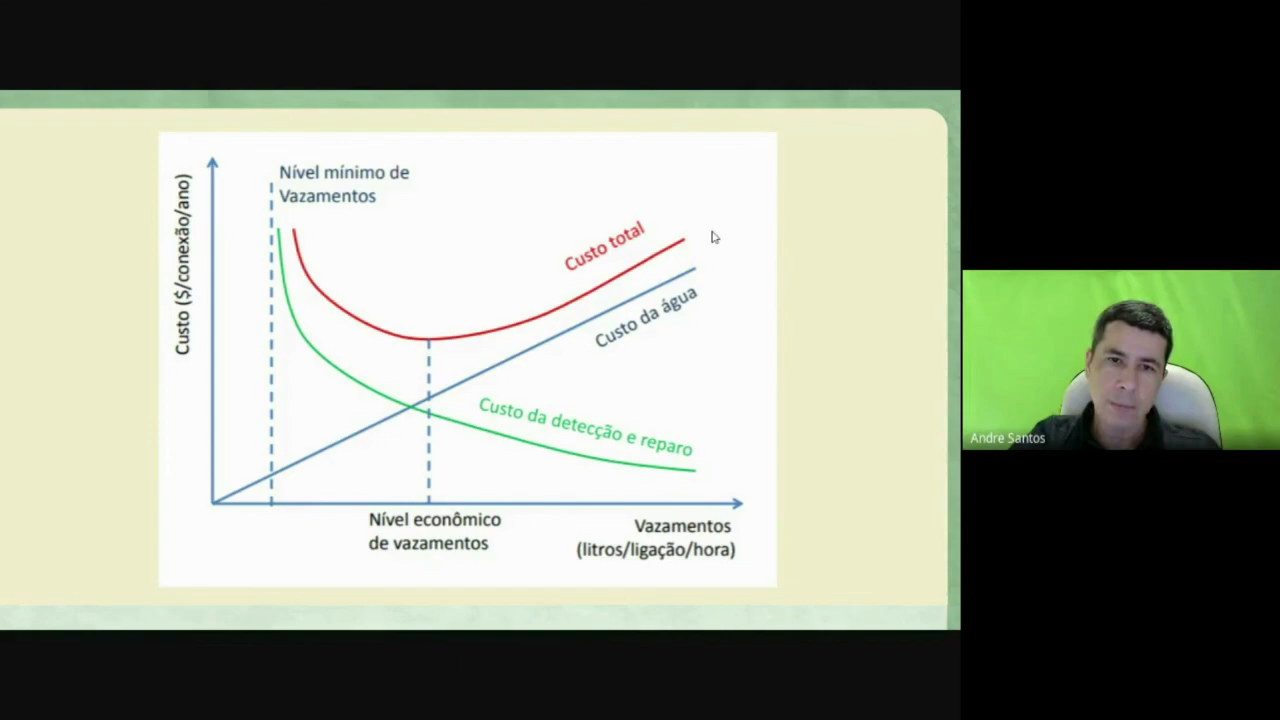 Nível mínimo de
Vazamentos
Custo ($/conexão/ano)
Custo total
Custo da água
Custo da detecção e reparo
Nível econômico
de vazamentos
Vazamentos
(litros/ligação/hora)
Andre Santos